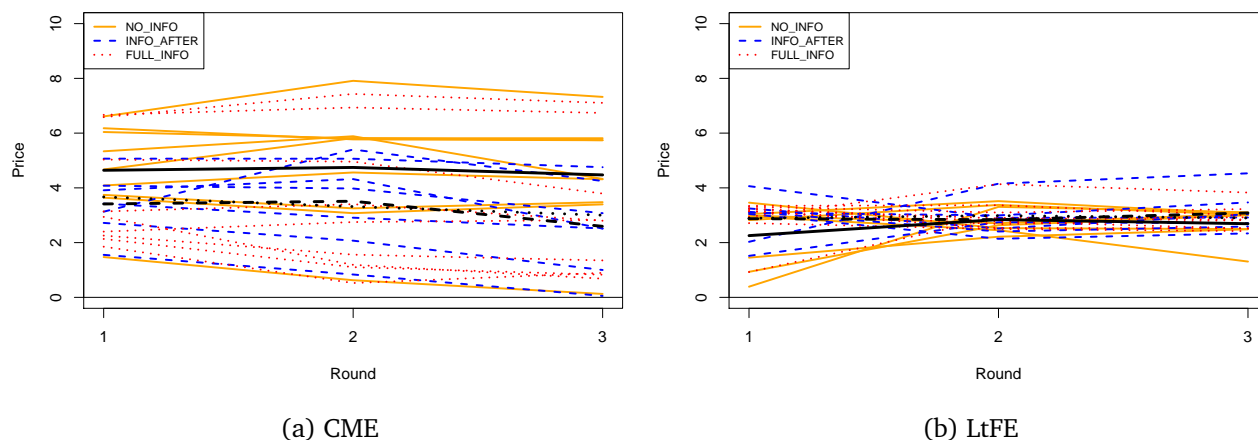 10
8
6
4
2
0
Price
NO_INFO
INFO_AFTER
FULL_INFO
1
2
3
Round
(a) CME
10
8
6
4
2
0
Price
NO_INFO
INFO_AFTER
FULL_INFO
1
2
3
Round
(b) LtFE